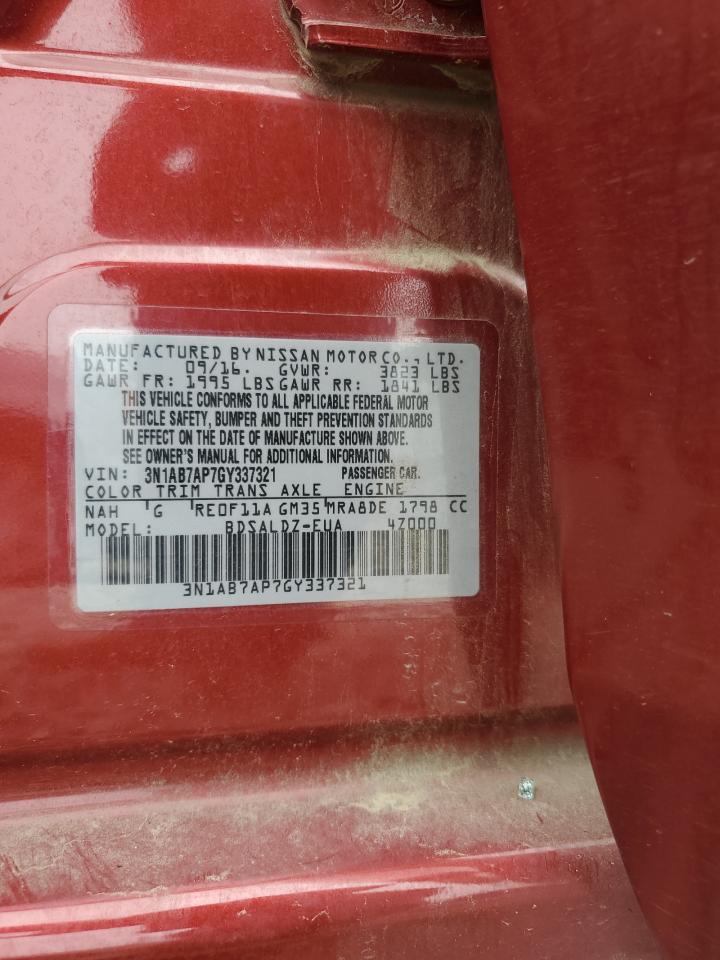 MANUFACTURED BY NISSAN MOTOR CO., LTD.
DATE: 09/16. GVWR: 3823 LBS
GAWR FR: 1995 LBS GAWR RR: 1841 LBS
THIS VEHICLE CONFORMS TO ALL APPLICABLE FEDERAL MOTOR
VEHICLE SAFETY, BUMPER AND THEFT PREVENTION STANDARDS
IN EFFECT ON THE DATE OF MANUFACTURE SHOWN ABOVE.
SEE OWNER'S MANUAL FOR ADDITIONAL INFORMATION.
VIN: 3N1AB7AP7GY337321 PASSENGER CAR.
COLOR TRIM TRANS AXLE ENGINE
NAH G RE0F11A GM35 MRA8DE 1798 CC
MODEL: BDSALDZ-EUA 47000
3N1AB7AP7GY337321